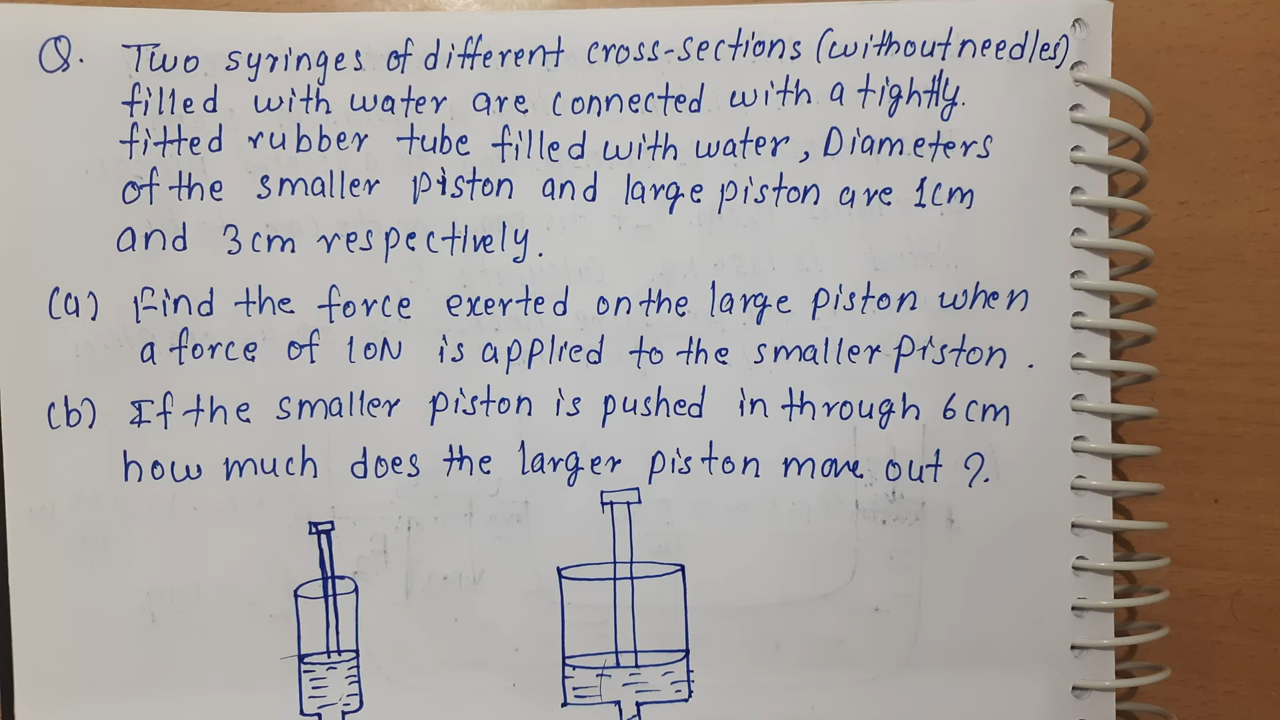 Q. Two syringes of different cross-sections (without needles)
filled with water are connected with a tightly.
fitted rubber tube filled with water, Diameters
of the smaller piston and large piston are 1cm
and 3cm respectively.
(a) Find the force exerted on the large piston when
a force of 10N is applied to the smaller piston.
(b) If the smaller piston is pushed in through 6cm
how much does the larger piston move out ?.